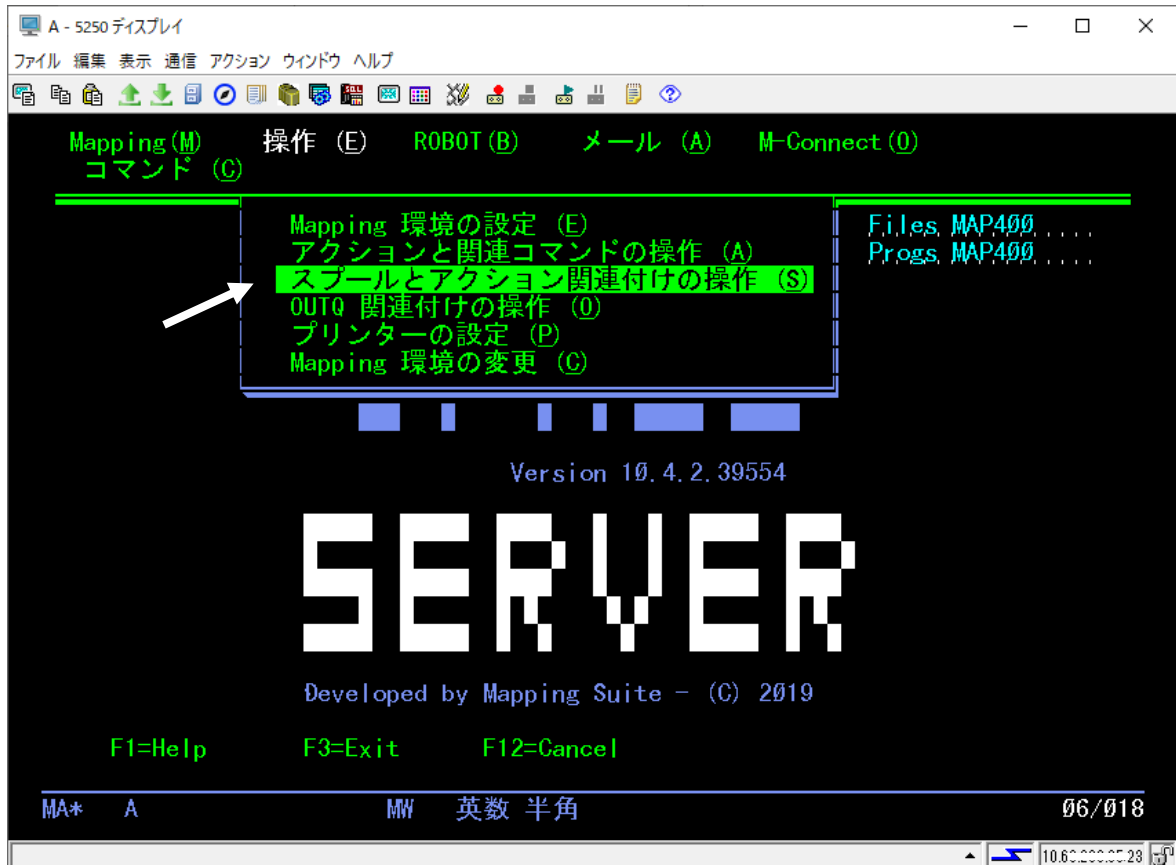 A - 5250 ディスプレイ
ファイル 編集 表示 通信 アクション ウィンドウ ヘルプ
Mapping(M) 操作 (E) ROBOT(B) メール (A) M-Connect(O)
コマンド (C)
Mapping 環境の設定 (E)
アクションと関連コマンドの操作 (A)
スプールとアクション関連付けの操作 (S)
OUTQ 関連付けの操作 (O)
プリンターの設定 (P)
Mapping 環境の変更 (C)
Files MAP400.....
Progs MAP400.....
Version 10.4.2.39554
SERVER
Developed by Mapping Suite - (C) 2019
F1=Help F3=Exit F12=Cancel
MA* A MW 英数 半角 06/018